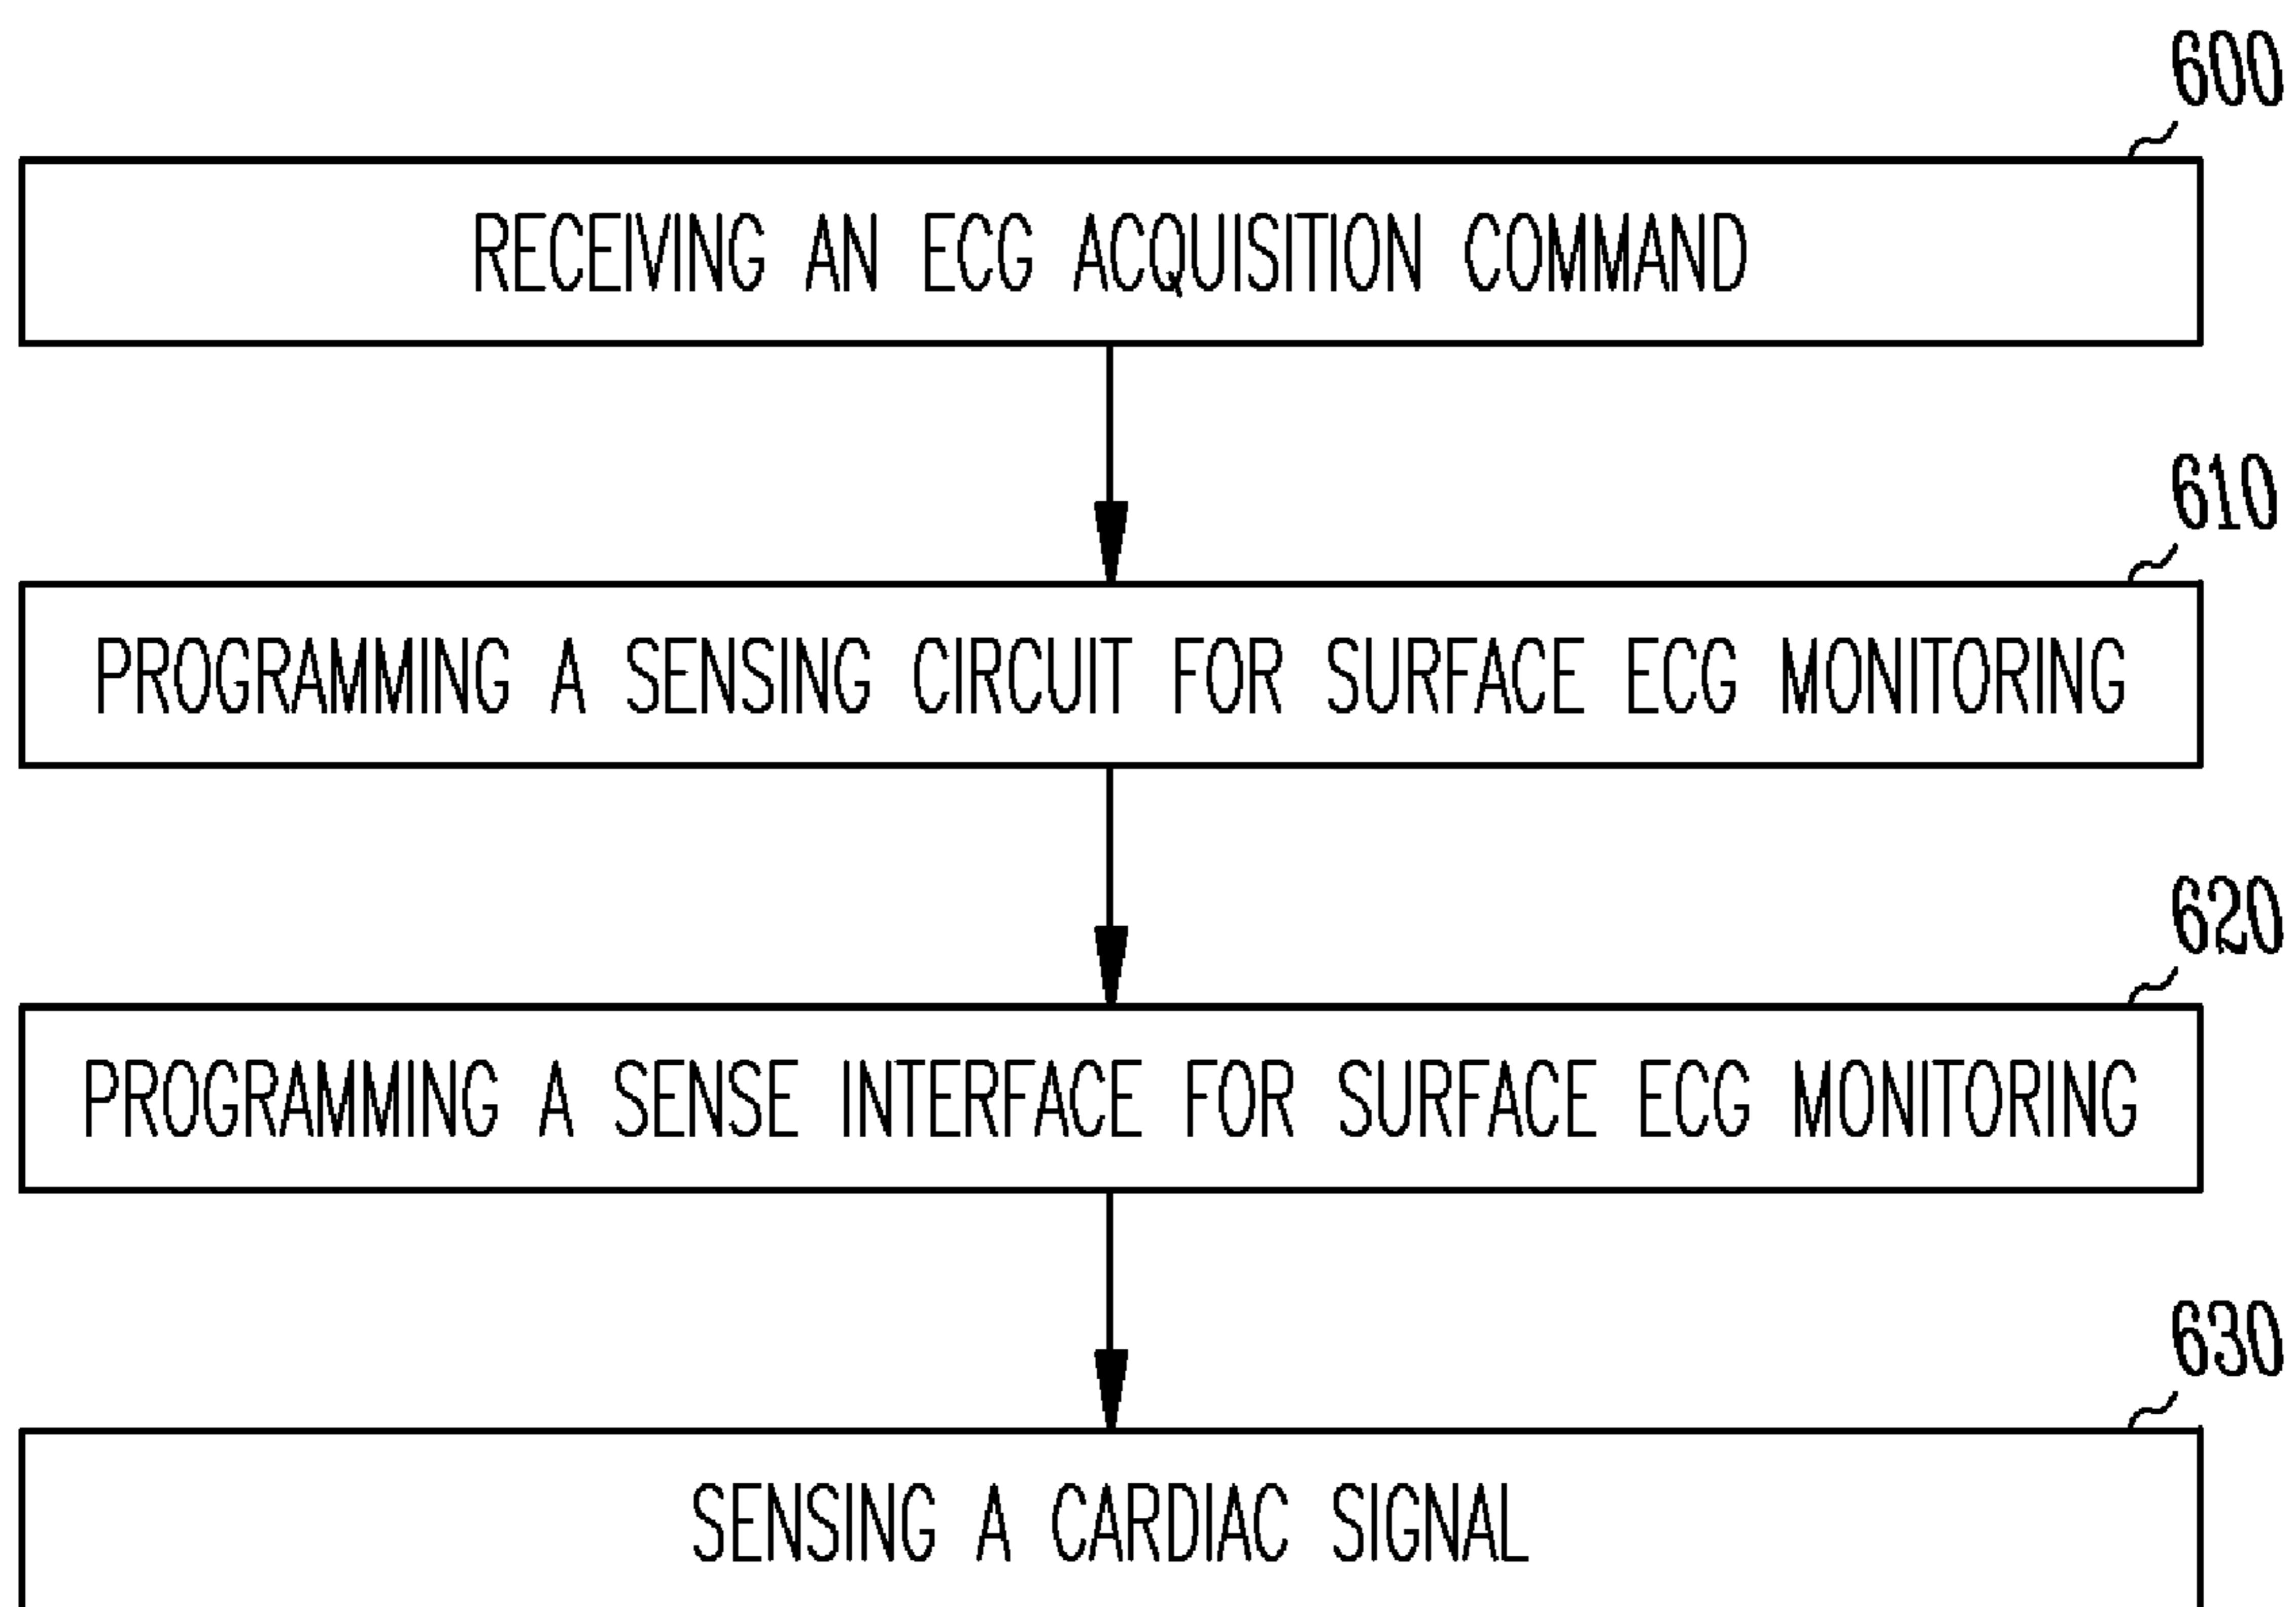 600
RECEIVING AN ECG ACQUISITION COMMAND
610
PROGRAMMING A SENSING CIRCUIT FOR SURFACE ECG MONITORING
620
PROGRAMMING A SENSE INTERFACE FOR SURFACE ECG MONITORING
630
SENSING A CARDIAC SIGNAL